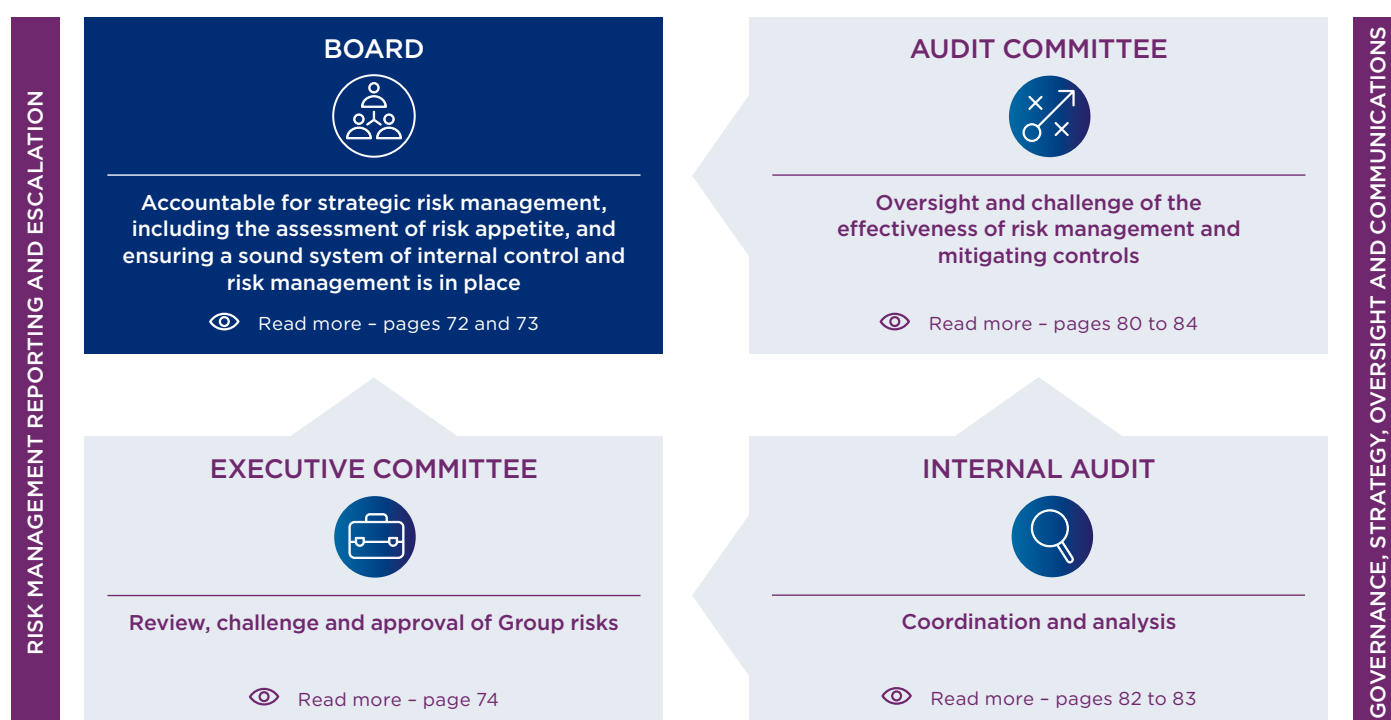 RISK MANAGEMENT REPORTING AND ESCALATION
BOARD
Accountable for strategic risk management,
including the assessment of risk appetite, and
ensuring a sound system of internal control and
risk management is in place
Read more – pages 72 and 73
AUDIT COMMITTEE
Oversight and challenge of the
effectiveness of risk management and
mitigating controls
Read more – pages 80 to 84
EXECUTIVE COMMITTEE
Review, challenge and approval of Group risks
Read more – page 74
INTERNAL AUDIT
Coordination and analysis
Read more – pages 82 to 83
GOVERNANCE, STRATEGY, OVERSIGHT AND COMMUNICATIONS